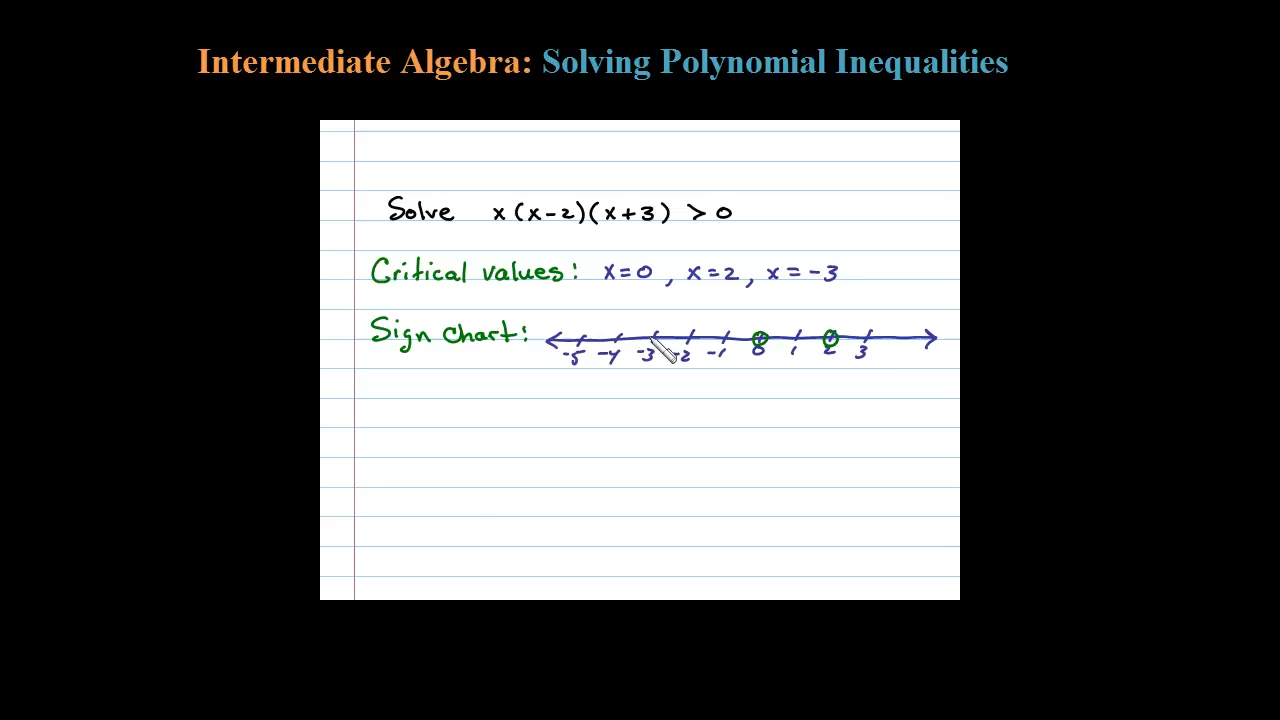 Intermediate Algebra: Solving Polynomial Inequalities
Solve x(x-2)(x+3) > 0
Critical values: x=0, x=2, x=-3
Sign chart:
-5 -4 -3 -2 -1 0 1 2 3